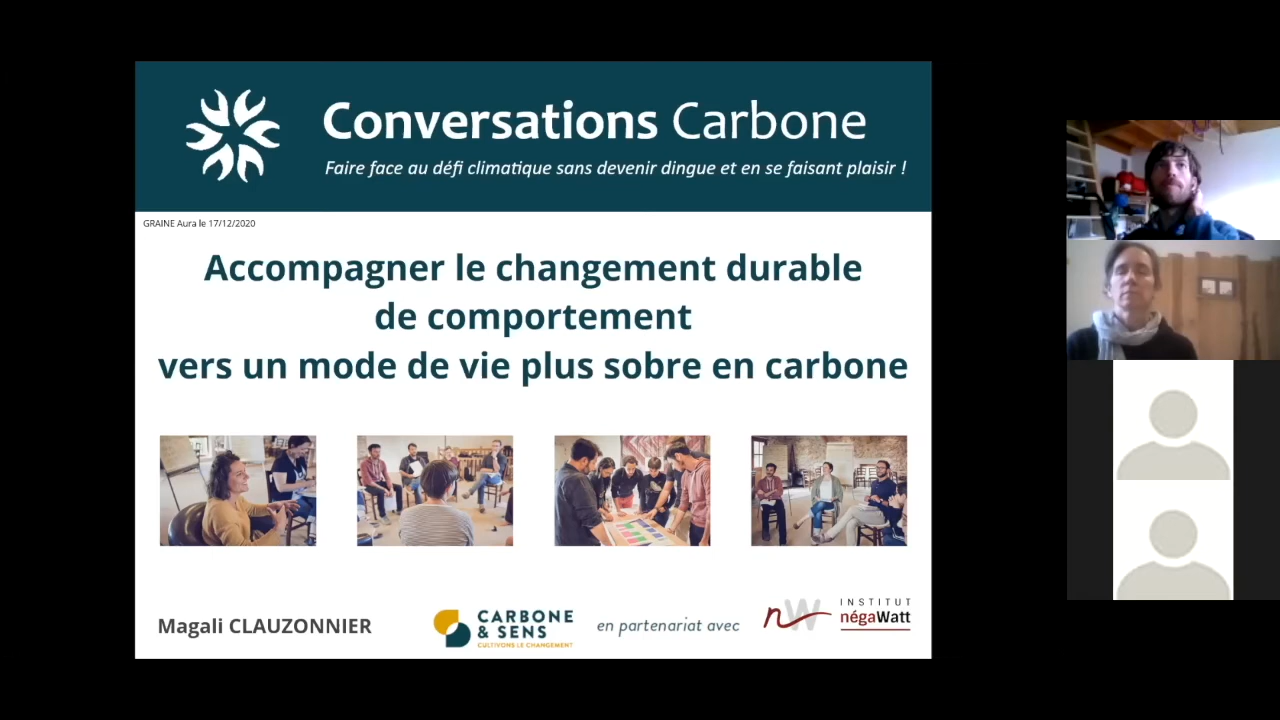 Conversations Carbone
Faire face au défi climatique sans devenir dingue et en se faisant plaisir !
GRAINE Aura le 17/12/2020
Accompagner le changement durable
de comportement
vers un mode de vie plus sobre en carbone
Magali CLAUZONNIER
CARBONE
& SENS
CULTIVONS LE CHANGEMENT
en partenariat avec
nW
INSTITUT
négaWatt